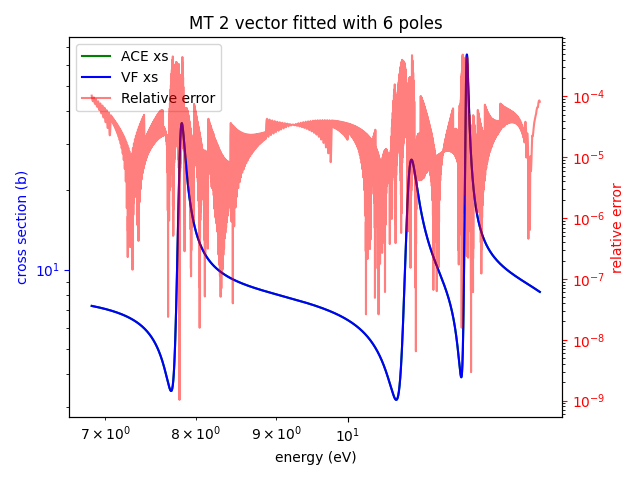 MT 2 vector fitted with 6 poles
ACE xs
VF xs
Relative error
cross section (b)
10¹
10⁻⁴
10⁻⁵
10⁻⁶
10⁻⁷
10⁻⁸
10⁻⁹
relative error
7 × 10⁰ 8 × 10⁰ 9 × 10⁰ 10¹
energy (eV)